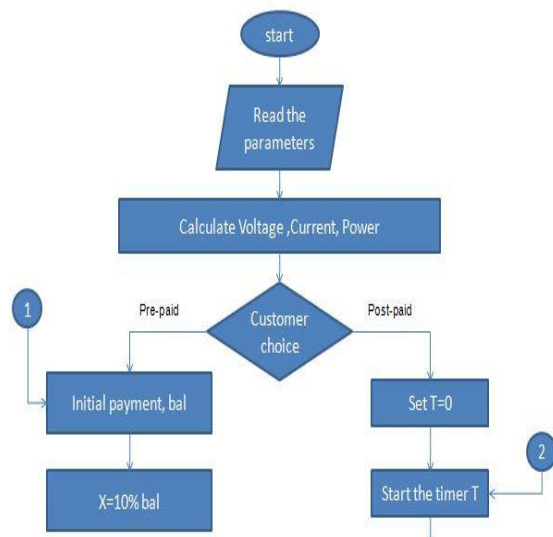 start
Read the
parameters
Calculate Voltage ,Current, Power
Pre-paid
Customer
choice
Post-paid
1
Initial payment, bal
Set T=0
2
X=10% bal
Start the timer T